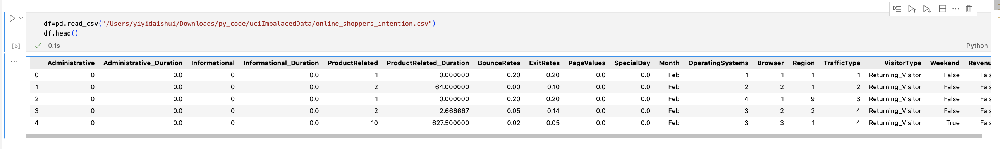 df=pd.read_csv("/Users/yiyidaishui/Downloads/py_code/uciImbalacedData/online_shoppers_intention.csv")
df.head()
[6]
0.1s
Python
Administrative Administrative_Duration Informational Informational_Duration ProductRelated ProductRelated_Duration BounceRates ExitRates PageValues SpecialDay Month OperatingSystems Browser Region TrafficType VisitorType Weekend Revenu
0 0 0.0 0 0.0 1 0.000000 0.20 0.20 0.0 0.0 Feb 1 1 1 1 Returning_Visitor False Fals
1 0 0.0 0 0.0 2 64.000000 0.00 0.10 0.0 0.0 Feb 2 2 1 2 Returning_Visitor False Fals
2 0 0.0 0 0.0 1 0.000000 0.20 0.20 0.0 0.0 Feb 4 1 9 3 Returning_Visitor False Fals
3 0 0.0 0 0.0 2 2.666667 0.05 0.14 0.0 0.0 Feb 3 2 2 4 Returning_Visitor False Fals
4 0 0.0 0 0.0 10 627.500000 0.02 0.05 0.0 0.0 Feb 3 3 1 4 Returning_Visitor True Fals